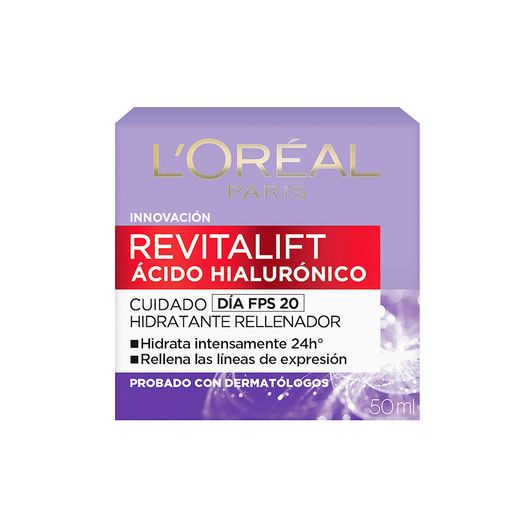 L'ORÉAL
PARIS
INNOVACIÓN
REVITALIFT
ÁCIDO HIALURÓNICO
CUIDADO DÍA FPS 20
HIDRATANTE RELLENADOR
■Hidrata intensamente 24h°
■Rellena las líneas de expresión
PROBADO CON DERMATÓLOGOS
50ml